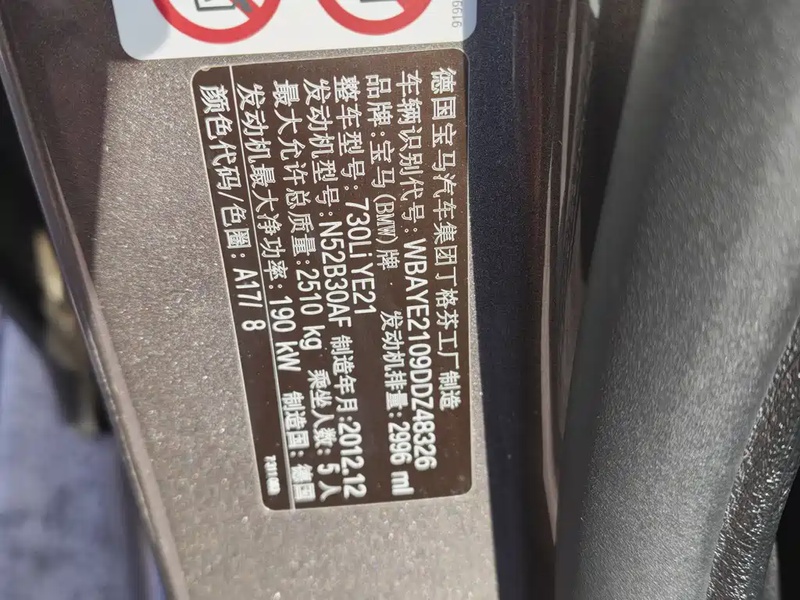 德国宝马汽车集团丁格芬工厂 制造
车辆识别代号: WBAYE2109DDZ48326
品牌: 宝马(BMW)牌 发动机排量: 2996 ml
整车型号: 730Li YE21
发动机型号: N52B30AF 制造年月: 2012.12
最大允许总质量: 2510 kg 乘坐人数: 5人
发动机最大净功率: 190 kW 制造国: 德国
颜色代码/色圈: A17/ 8